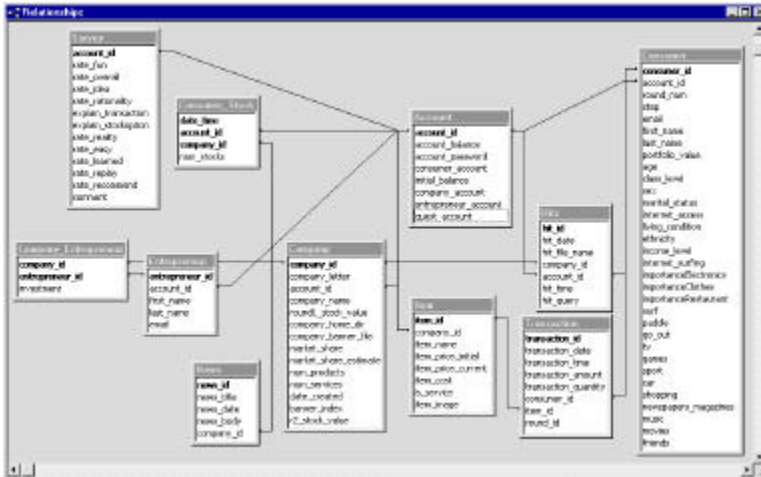 Relationships
Survey
account_id
rate_fun
rate_overall
rate_idea
rate_rationality
explain_transaction
explain_stockoption
rate_reality
rate_easy
rate_learned
rate_replay
rate_recommend
comment
Consumer_Stock
date_time
account_id
company_id
num_stocks
Account
account_id
account_balance
account_password
consumer_account
initial_balance
company_account
entrepreneur_account
guest_account
Consumer
consumer_id
account_id
round_num
step
email
first_name
last_name
portfolio_value
age
class_level
sex
marital_status
internet_access
living_condition
ethnicity
income_level
internet_surfing
importanceElectronics
importanceClothes
importanceRestaurant
surf
paddle
go_out
tv
games
sport
car
shopping
newspapers_magazines
music
movies
friends
Hits
hit_id
hit_date
hit_file_name
company_id
account_id
hit_time
hit_query
Company_Entrepreneur
company_id
entrepreneur_id
investment
Entrepreneur
entrepreneur_id
account_id
first_name
last_name
email
Company
company_id
company_letter
account_id
company_name
round1_stock_value
company_home_dir
company_banner_file
market_share
market_share_estimate
num_products
num_services
date_created
banner_index
r2_stock_value
Item
item_id
company_id
item_name
item_price_initial
item_price_current
item_cost
is_service
item_image
Transaction
transaction_id
transaction_date
transaction_time
transaction_amount
transaction_quantity
consumer_id
item_id
round_id
News
news_id
news_title
news_date
news_body
company_id